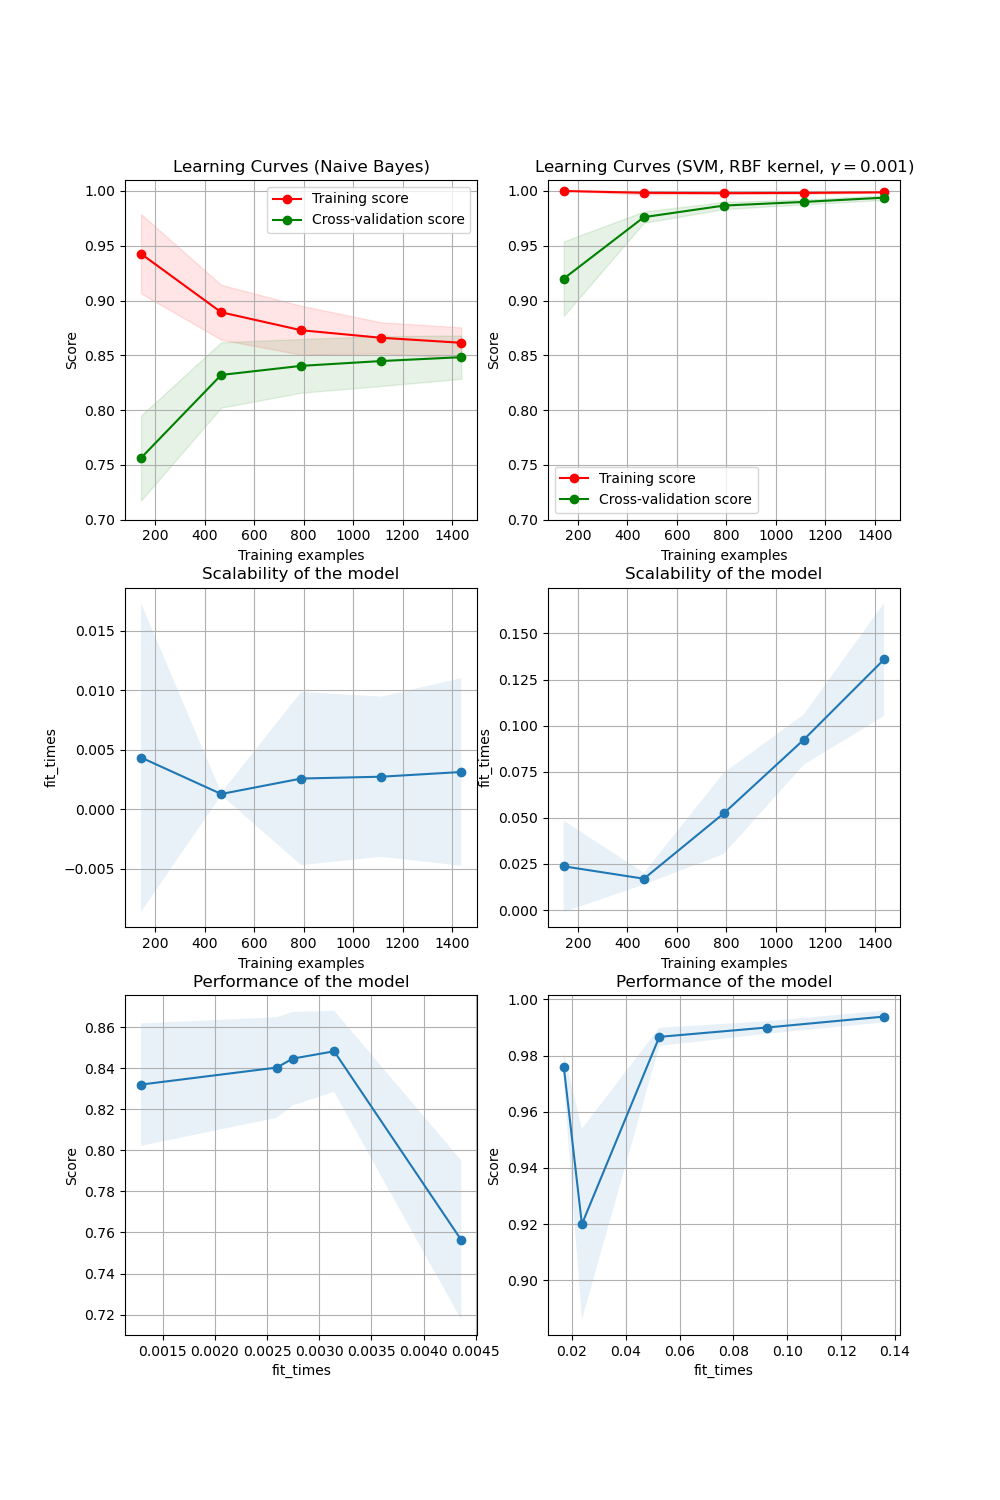 Learning Curves (Naive Bayes)
1.00
0.95
0.90
0.85
0.80
0.75
0.70
Score
Training score
Cross-validation score
200 400 600 800 1000 1200 1400
Training examples
Learning Curves (SVM, RBF kernel, γ = 0.001)
1.00
0.95
0.90
0.85
0.80
0.75
0.70
Score
Training score
Cross-validation score
200 400 600 800 1000 1200 1400
Training examples
Scalability of the model
0.015
0.010
0.005
0.000
−0.005
fit_times
200 400 600 800 1000 1200 1400
Training examples
Scalability of the model
0.150
0.125
0.100
0.075
0.050
0.025
0.000
fit_times
200 400 600 800 1000 1200 1400
Training examples
Performance of the model
0.86
0.84
0.82
0.80
0.78
0.76
0.74
0.72
Score
0.0015 0.0020 0.0025 0.0030 0.0035 0.0040 0.0045
fit_times
Performance of the model
1.00
0.98
0.96
0.94
0.92
0.90
Score
0.02 0.04 0.06 0.08 0.10 0.12 0.14
fit_times